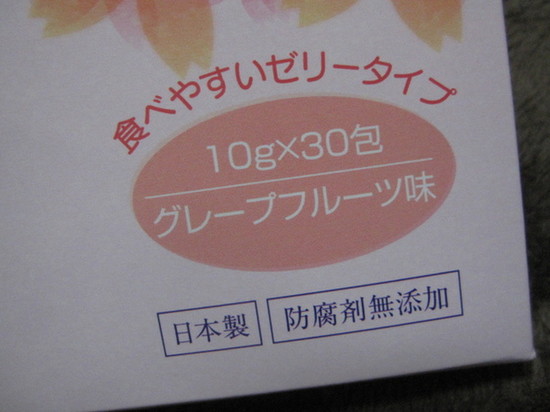 食べやすいゼリータイプ
10g×30包
グレープフルーツ味
日本製
防腐剤無添加